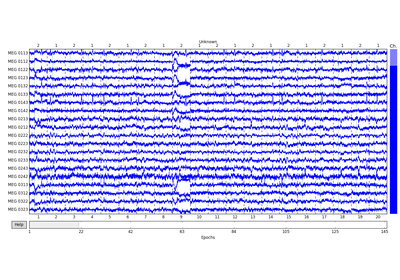 Unknown
Ch.
MEG 0113
MEG 0112
MEG 0122
MEG 0123
MEG 0132
MEG 0133
MEG 0143
MEG 0142
MEG 0213
MEG 0212
MEG 0222
MEG 0223
MEG 0232
MEG 0233
MEG 0243
MEG 0242
MEG 0313
MEG 0312
MEG 0322
MEG 0323
1 2 3 4 5 6 7 8 9 10 11 12 13 14 15 16 17 18 19 20
Help
1 22 42 63 84 104 125 145
Epochs